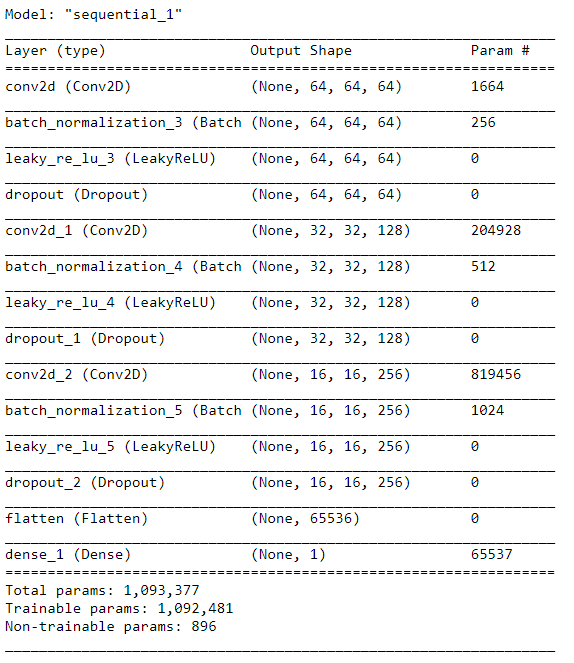 Model: "sequential_1"
Layer (type) Output Shape Param #
conv2d (Conv2D) (None, 64, 64, 64) 1664
batch_normalization_3 (Batch (None, 64, 64, 64) 256
leaky_re_lu_3 (LeakyReLU) (None, 64, 64, 64) 0
dropout (Dropout) (None, 64, 64, 64) 0
conv2d_1 (Conv2D) (None, 32, 32, 128) 204928
batch_normalization_4 (Batch (None, 32, 32, 128) 512
leaky_re_lu_4 (LeakyReLU) (None, 32, 32, 128) 0
dropout_1 (Dropout) (None, 32, 32, 128) 0
conv2d_2 (Conv2D) (None, 16, 16, 256) 819456
batch_normalization_5 (Batch (None, 16, 16, 256) 1024
leaky_re_lu_5 (LeakyReLU) (None, 16, 16, 256) 0
dropout_2 (Dropout) (None, 16, 16, 256) 0
flatten (Flatten) (None, 65536) 0
dense_1 (Dense) (None, 1) 65537
Total params: 1,093,377
Trainable params: 1,092,481
Non-trainable params: 896